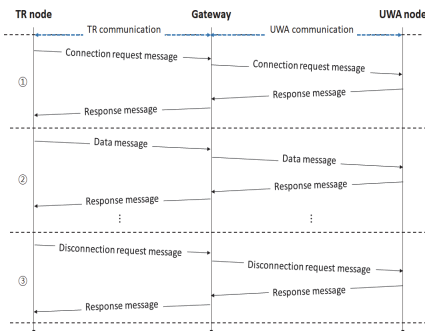 TR node Gateway UWA node
TR communication UWA communication
Connection request message
Connection request message
①
Response message
Response message
Data message
Data message
②
Response message
Response message
⋮ ⋮
Disconnection request message
Disconnection request message
③
Response message
Response message